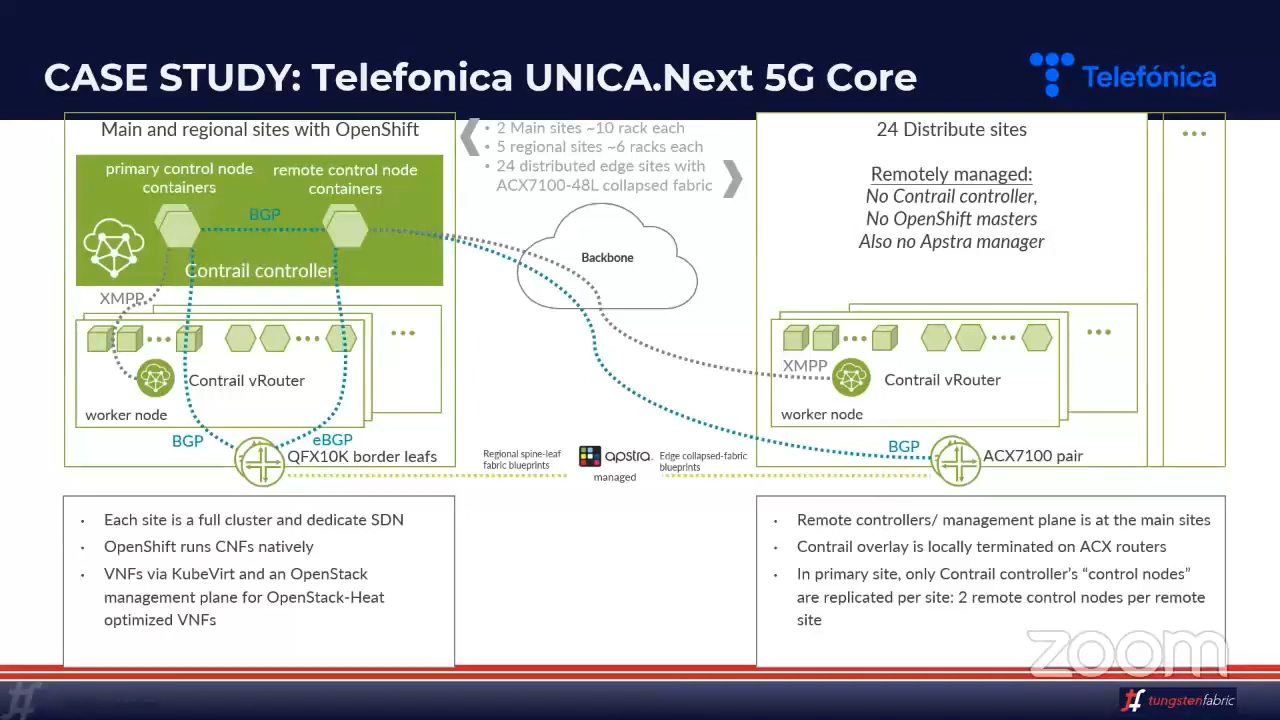 CASE STUDY: Telefonica UNICA.Next 5G Core
Telefónica
Main and regional sites with OpenShift
primary control node
containers
remote control node
containers
BGP
Contrail controller
XMPP
•••
•••
•••
Contrail vRouter
worker node
BGP
eBGP
QFX10K border leafs
• 2 Main sites ~10 rack each
• 5 regional sites ~6 racks each
• 24 distributed edge sites with
ACX7100-48L collapsed fabric
Backbone
Regional spine-leaf
fabric blueprints
apstra.
managed
Edge collapsed-fabric
blueprints
24 Distribute sites
•••
Remotely managed:
No Contrail controller,
No OpenShift masters
Also no Apstra manager
•••
•••
•••
XMPP
Contrail vRouter
worker node
BGP
ACX7100 pair
• Each site is a full cluster and dedicate SDN
• OpenShift runs CNFs natively
• VNFs via KubeVirt and an OpenStack
management plane for OpenStack-Heat
optimized VNFs
• Remote controllers/ management plane is at the main sites
• Contrail overlay is locally terminated on ACX routers
• In primary site, only Contrail controller's “control nodes”
are replicated per site: 2 remote control nodes per remote
site
zoom
tungstenfabric